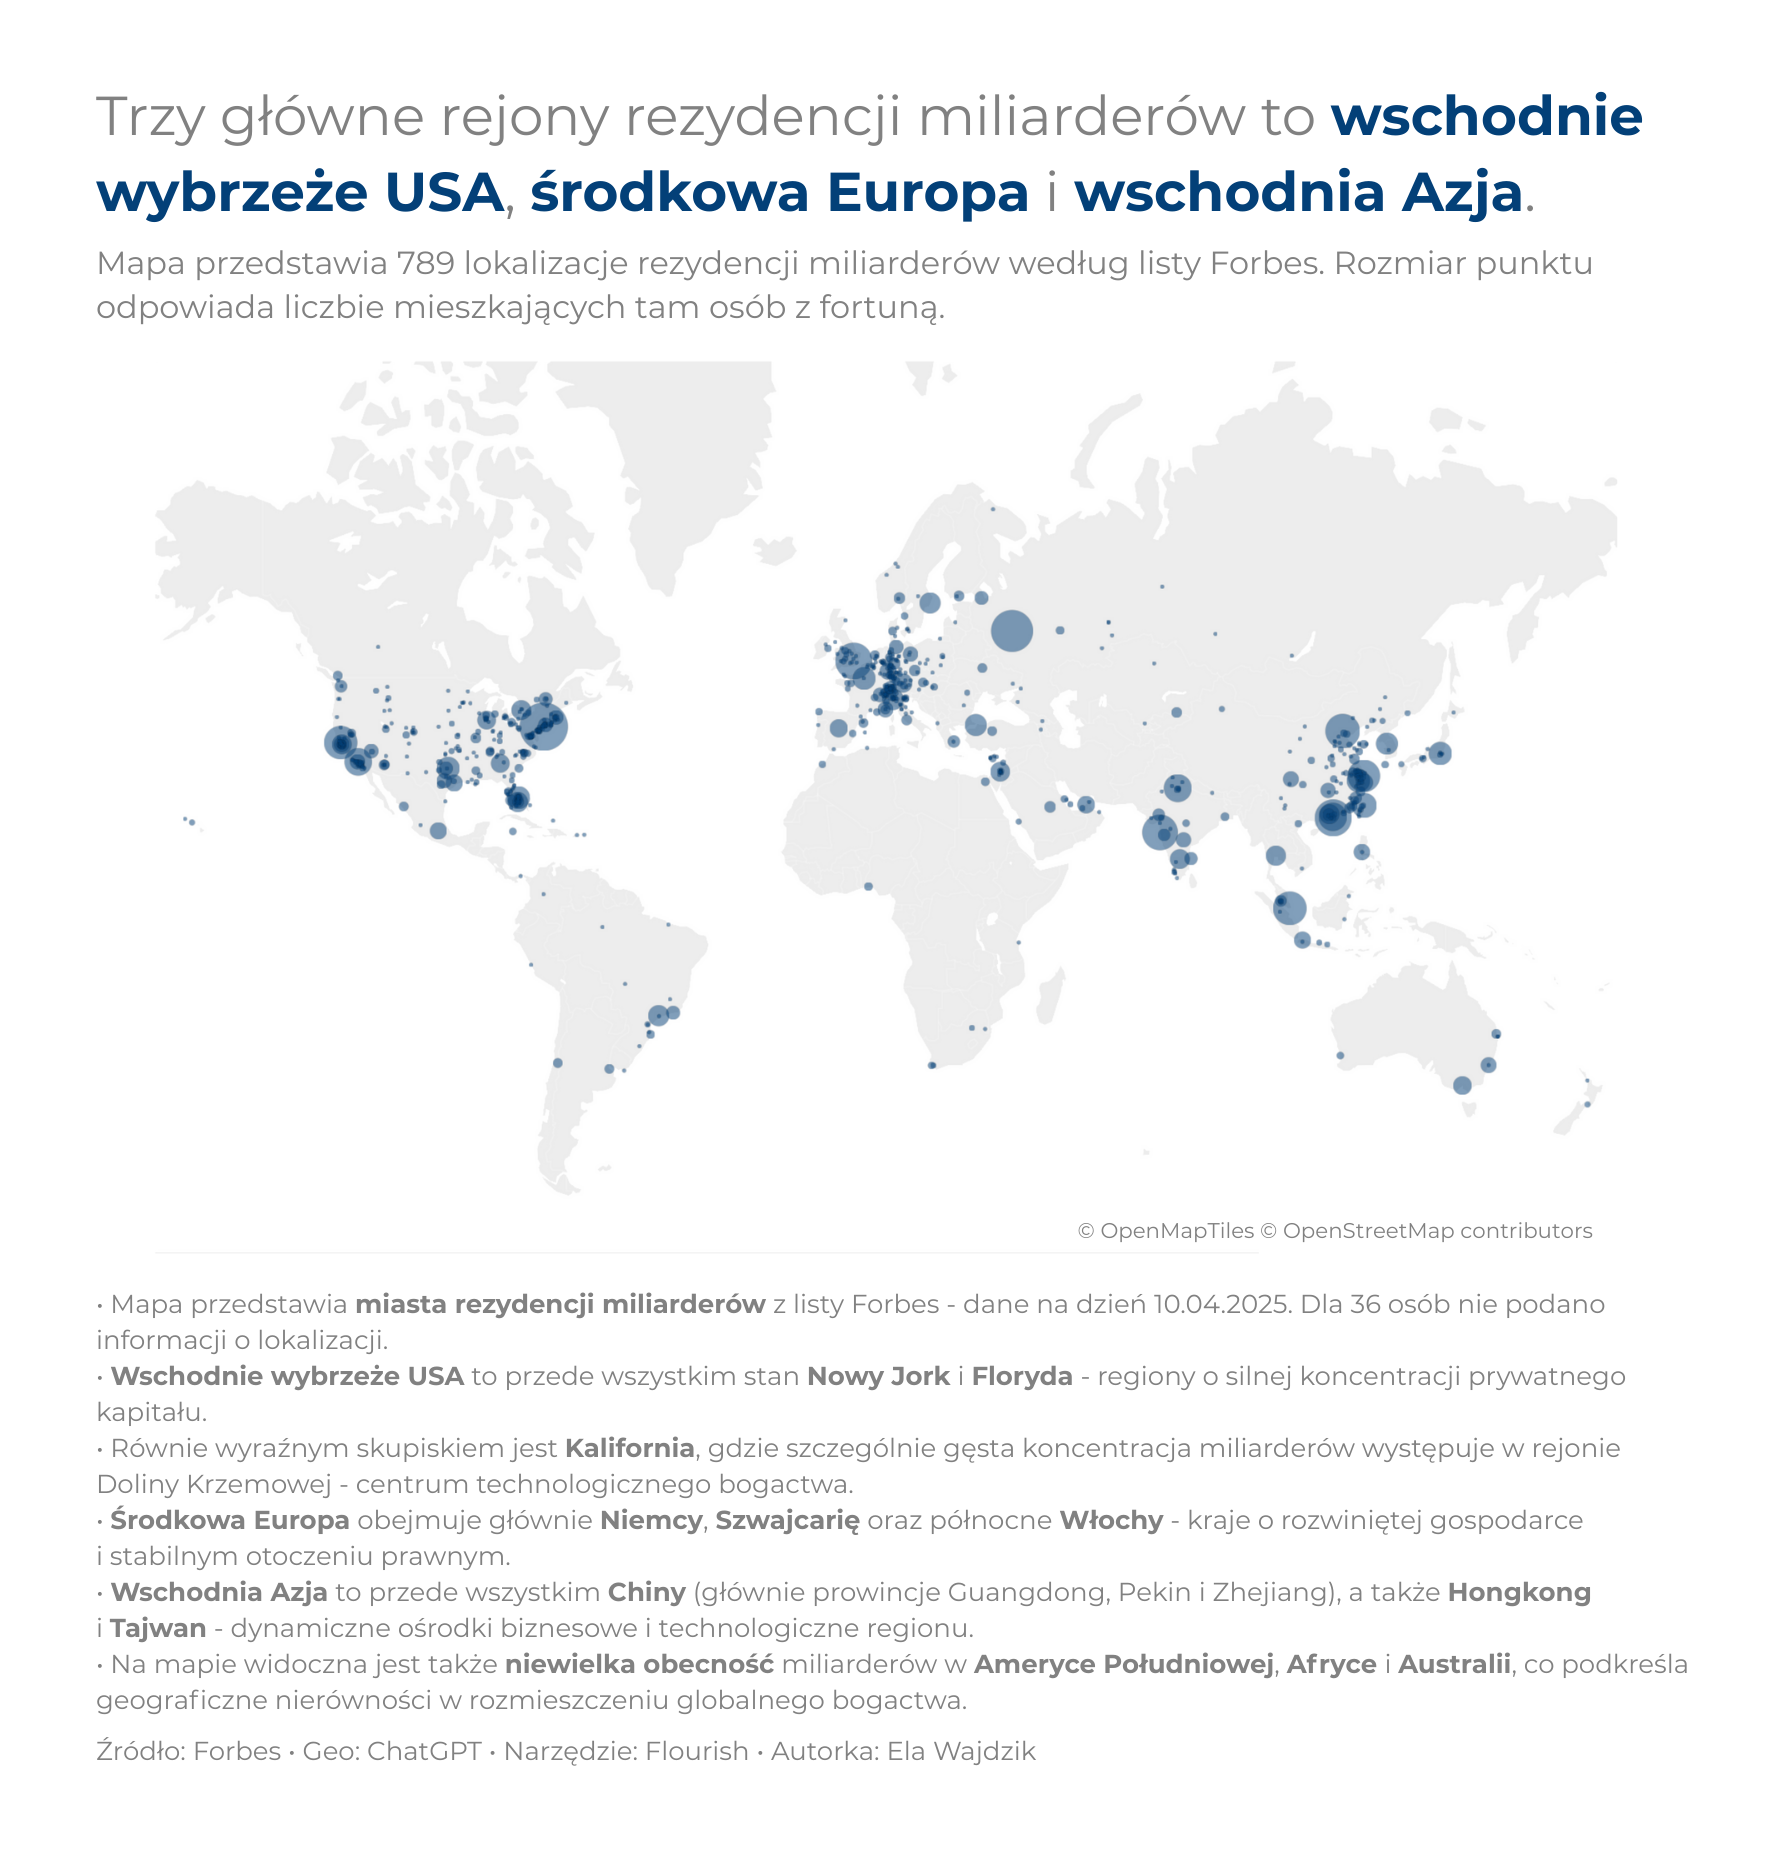 Trzy główne rejony rezydencji miliarderów to wschodnie
wybrzeże USA, środkowa Europa i wschodnia Azja.
Mapa przedstawia 789 lokalizacje rezydencji miliarderów według listy Forbes. Rozmiar punktu
odpowiada liczbie mieszkających tam osób z fortuną.
© OpenMapTiles © OpenStreetMap contributors
• Mapa przedstawia miasta rezydencji miliarderów z listy Forbes - dane na dzień 10.04.2025. Dla 36 osób nie podano
informacji o lokalizacji.
• Wschodnie wybrzeże USA to przede wszystkim stan Nowy Jork i Floryda - regiony o silnej koncentracji prywatnego
kapitału.
• Równie wyraźnym skupiskiem jest Kalifornia, gdzie szczególnie gęsta koncentracja miliarderów występuje w rejonie
Doliny Krzemowej - centrum technologicznego bogactwa.
• Środkowa Europa obejmuje głównie Niemcy, Szwajcarię oraz północne Włochy - kraje o rozwiniętej gospodarce
i stabilnym otoczeniu prawnym.
• Wschodnia Azja to przede wszystkim Chiny (głównie prowincje Guangdong, Pekin i Zhejiang), a także Hongkong
i Tajwan - dynamiczne ośrodki biznesowe i technologiczne regionu.
• Na mapie widoczna jest także niewielka obecność miliarderów w Ameryce Południowej, Afryce i Australii, co podkreśla
geograficzne nierówności w rozmieszczeniu globalnego bogactwa.
Źródło: Forbes • Geo: ChatGPT • Narzędzie: Flourish • Autorka: Ela Wajdzik